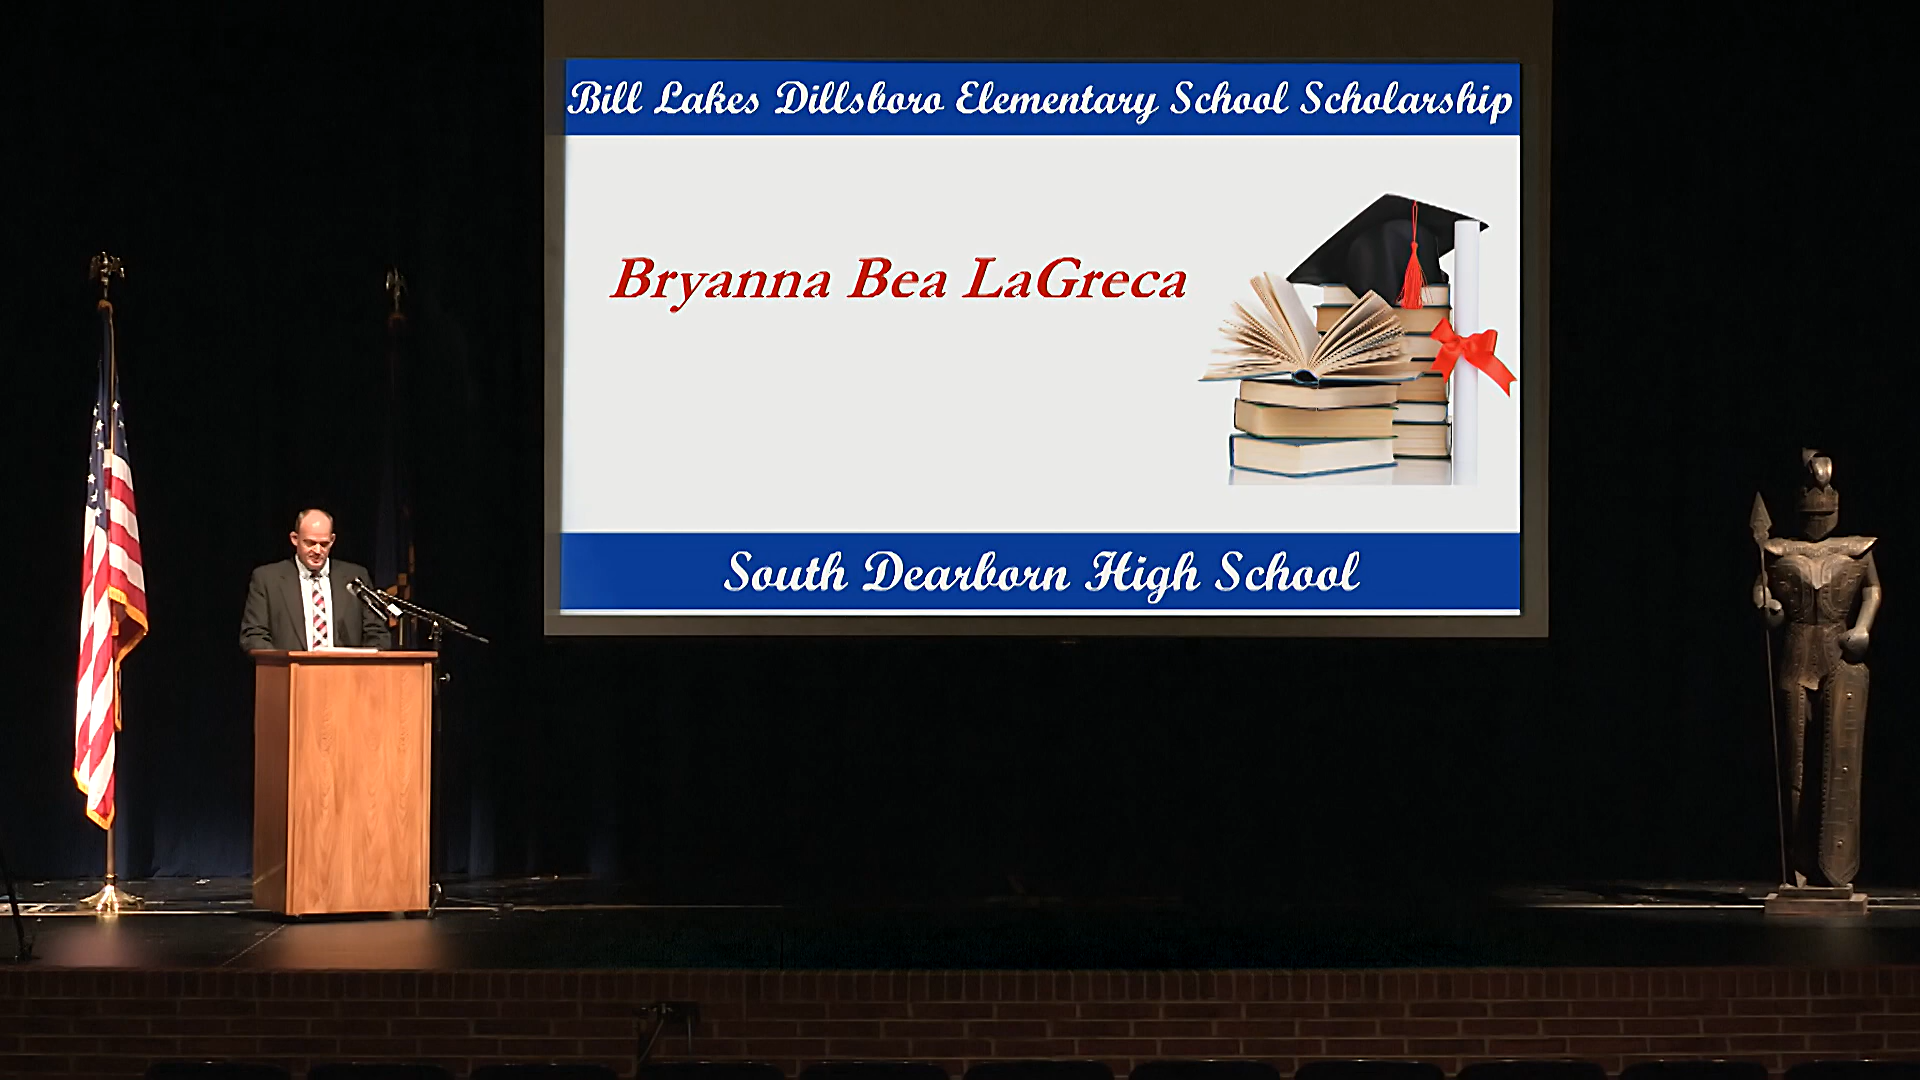 Bill Lakes Dillsboro Elementary School Scholarship
Bryanna Bea LaGreca
South Dearborn High School